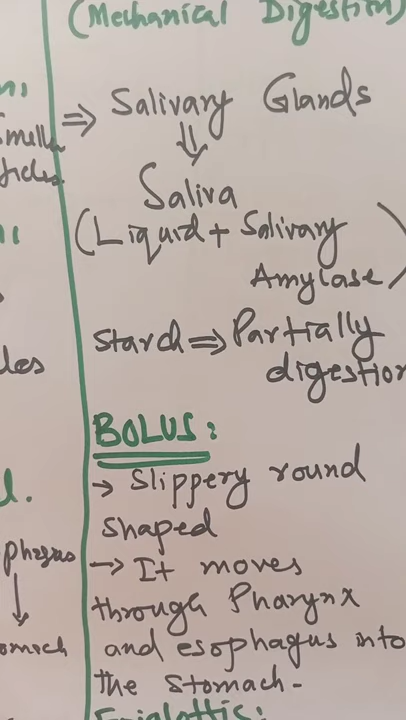 (Mechanical Digestion)
⇒ Salivary Glands
⇓
Saliva
(Liquid + Salivary
Amylase)
Starch ⇒ Partially
digestion
BOLUS:
→ Slippery round
shaped
→ It moves
through Pharynx
and esophagus into
the stomach-